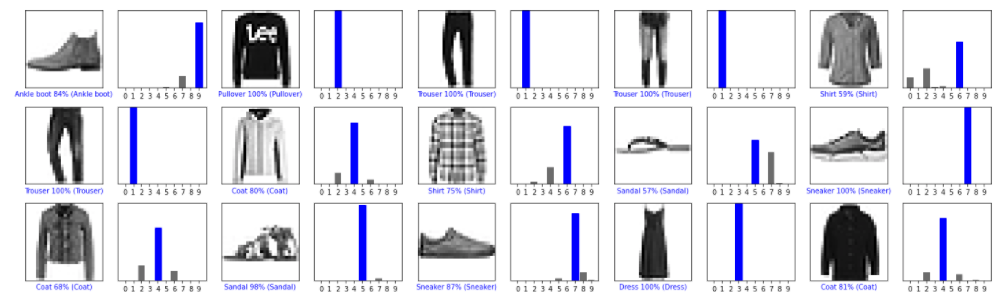 Lee
0 1 2 3 4 5 6 7 8 9
0 1 2 3 4 5 6 7 8 9
0 1 2 3 4 5 6 7 8 9
0 1 2 3 4 5 6 7 8 9
0 1 2 3 4 5 6 7 8 9
Ankle boot 84% (Ankle boot)
Pullover 100% (Pullover)
Trouser 100% (Trouser)
Trouser 100% (Trouser)
Shirt 59% (Shirt)
0 1 2 3 4 5 6 7 8 9
0 1 2 3 4 5 6 7 8 9
0 1 2 3 4 5 6 7 8 9
0 1 2 3 4 5 6 7 8 9
0 1 2 3 4 5 6 7 8 9
Trouser 100% (Trouser)
Coat 80% (Coat)
Shirt 75% (Shirt)
Sandal 57% (Sandal)
Sneaker 100% (Sneaker)
0 1 2 3 4 5 6 7 8 9
0 1 2 3 4 5 6 7 8 9
0 1 2 3 4 5 6 7 8 9
0 1 2 3 4 5 6 7 8 9
0 1 2 3 4 5 6 7 8 9
Coat 68% (Coat)
Sandal 98% (Sandal)
Sneaker 87% (Sneaker)
Dress 100% (Dress)
Coat 81% (Coat)